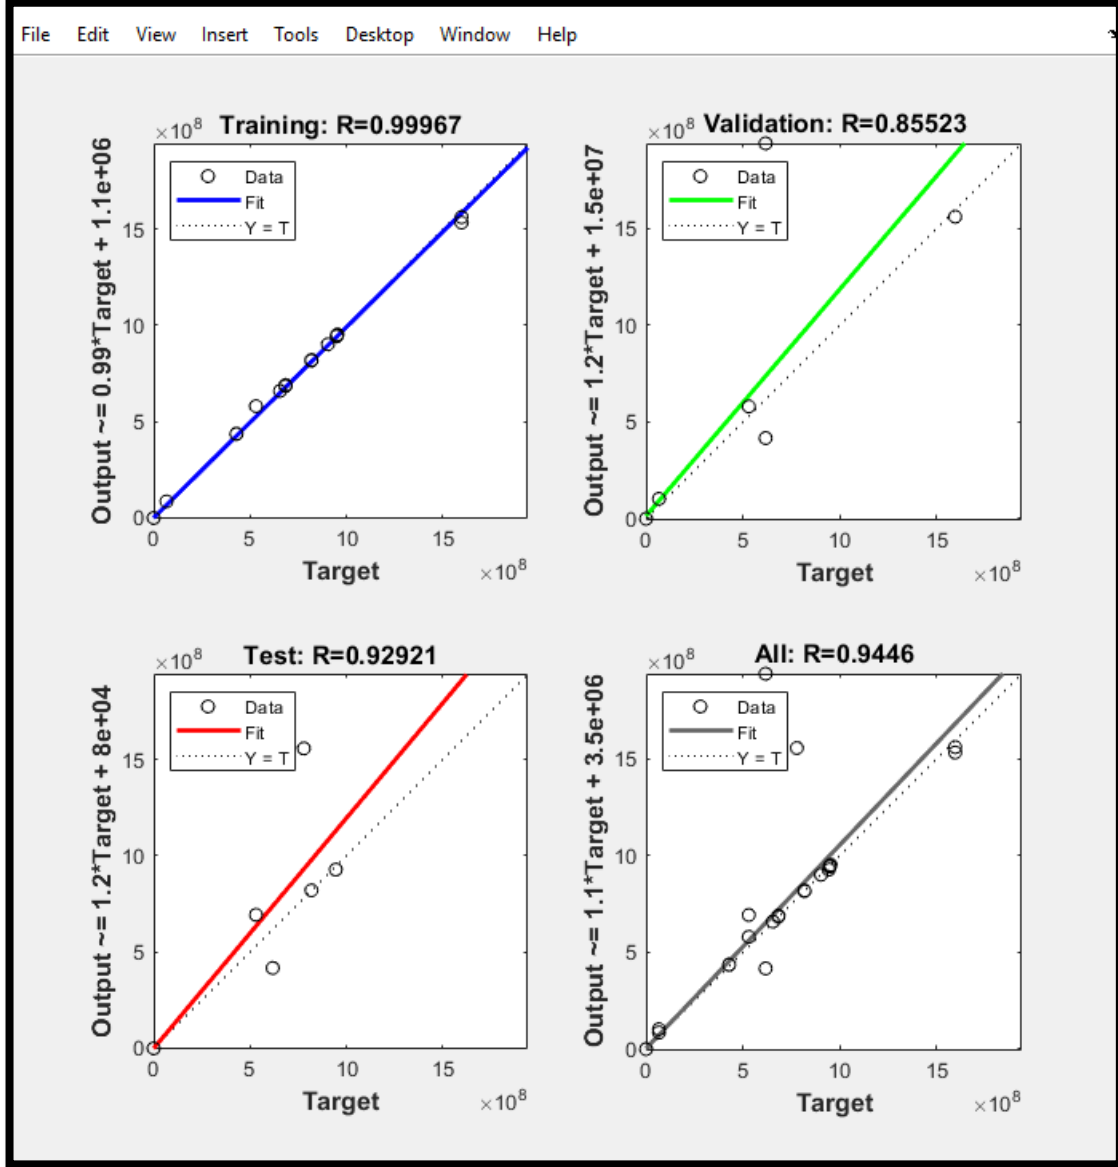 File Edit View Insert Tools Desktop Window Help
×10^8 Training: R=0.99967
Output ~= 0.99*Target + 1.1e+06
Data
Fit
Y = T
15
10
5
0
0 5 10 15
Target ×10^8
×10^8 Validation: R=0.85523
Output ~= 1.2*Target + 1.5e+07
Data
Fit
Y = T
15
10
5
0
0 5 10 15
Target ×10^8
×10^8 Test: R=0.92921
Output ~= 1.2*Target + 8e+04
Data
Fit
Y = T
15
10
5
0
0 5 10 15
Target ×10^8
×10^8 All: R=0.9446
Output ~= 1.1*Target + 3.5e+06
Data
Fit
Y = T
15
10
5
0
0 5 10 15
Target ×10^8